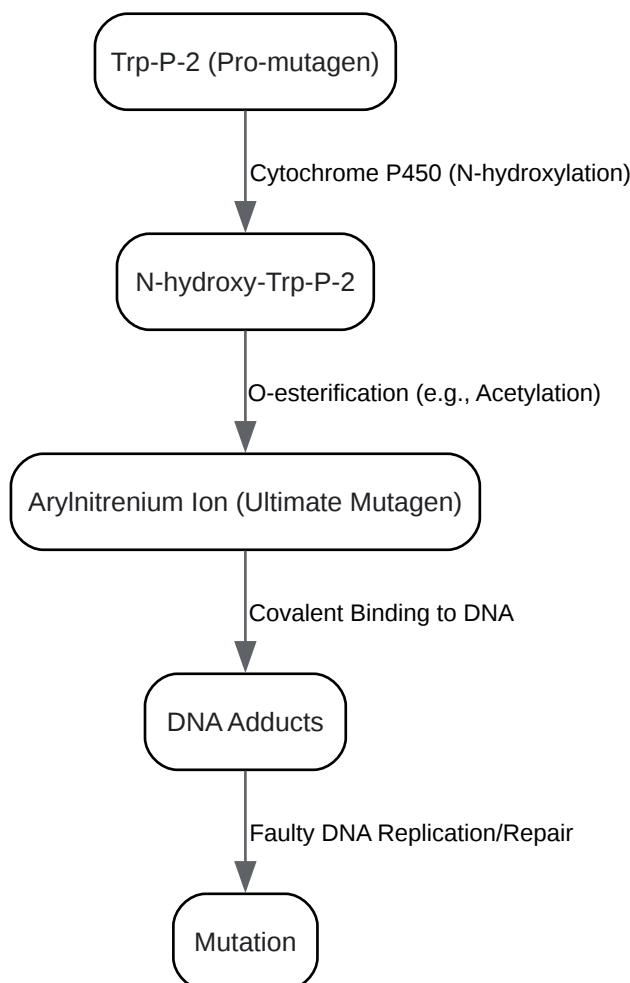 Trp-P-2 (Pro-mutagen)
Cytochrome P450 (N-hydroxylation)
N-hydroxy-Trp-P-2
O-esterification (e.g., Acetylation)
Arylnitrenium Ion (Ultimate Mutagen)
Covalent Binding to DNA
DNA Adducts
Faulty DNA Replication/Repair
Mutation